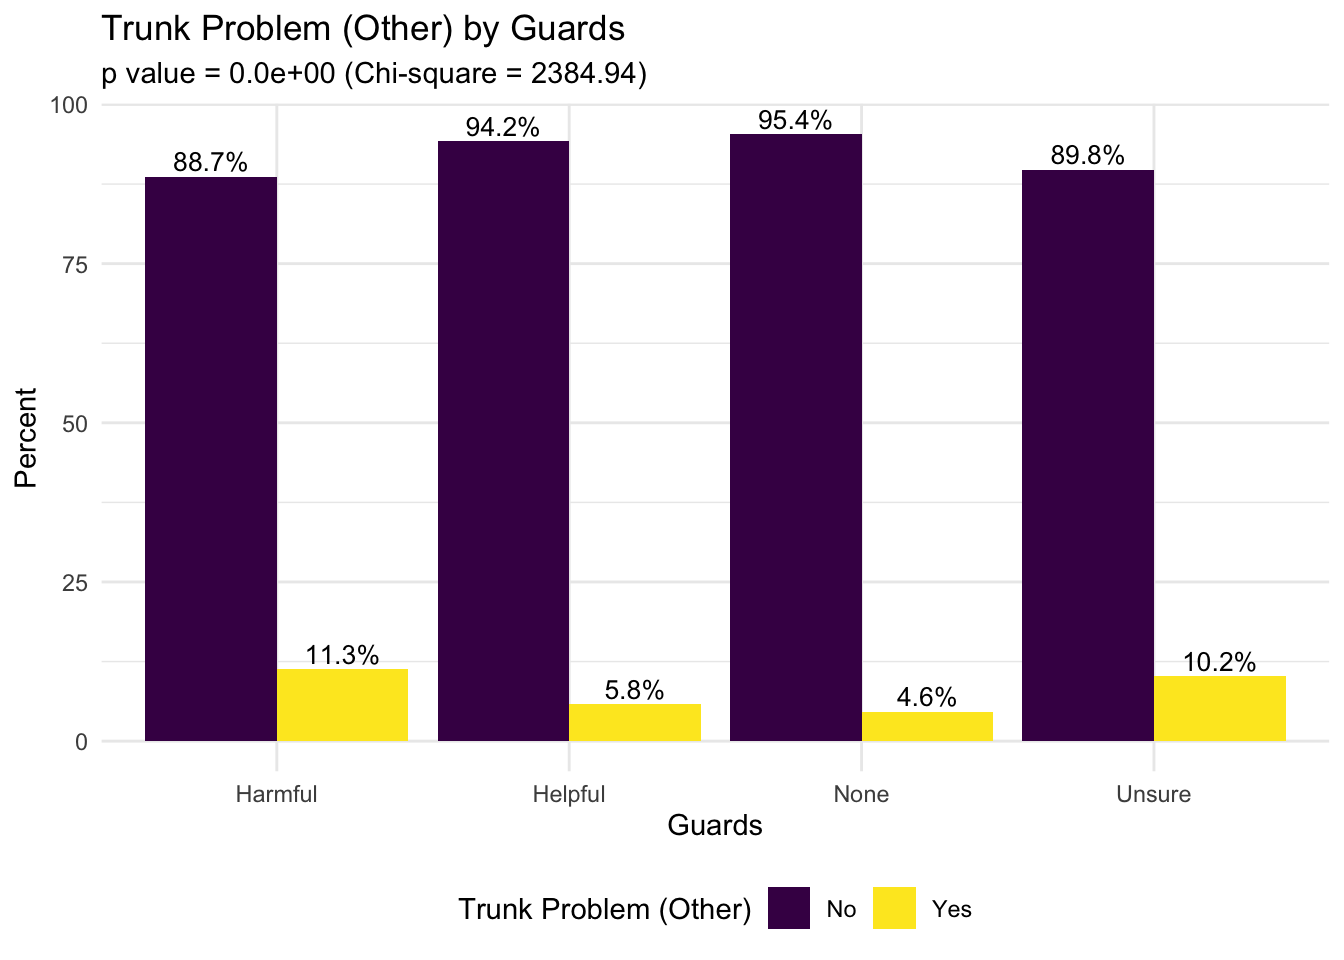 Trunk Problem (Other) by Guards
p value = 0.0e+00 (Chi-square = 2384.94)
100
75
50
25
0
Percent
88.7%
11.3%
94.2%
5.8%
95.4%
4.6%
89.8%
10.2%
Harmful
Helpful
None
Unsure
Guards
Trunk Problem (Other) No Yes